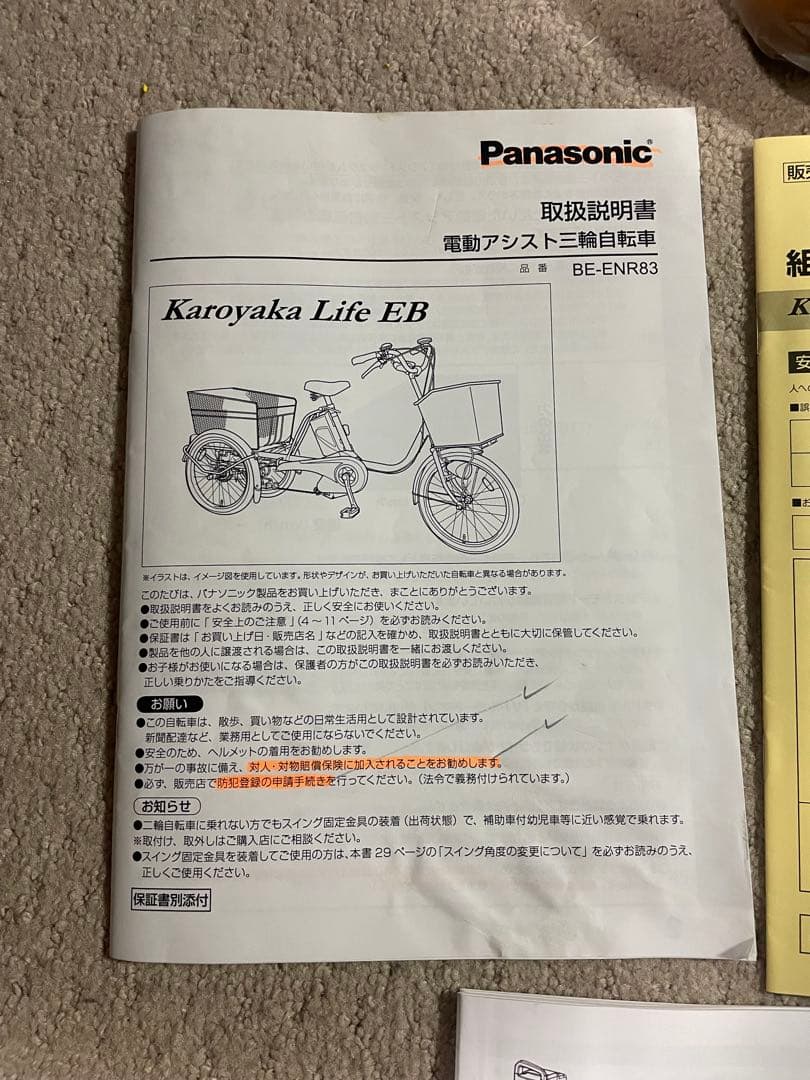 Panasonic
取扱説明書
電動アシスト三輪自転車
品番 BE-ENR83
Karoyaka Life EB
※イラストは、イメージ図を使用しています。形状やデザインが、お買い上げいただいた自転車と異なる場合があります。
このたびは、パナソニック製品をお買い上げいただき、まことにありがとうございます。
●取扱説明書をよくお読みのうえ、正しく安全にお使いください。
●ご使用前に「安全上のご注意」(4～11ページ)を必ずお読みください。
●保証書は「お買い上げ日・販売店名」などの記入を確かめ、取扱説明書とともに大切に保管してください。
●製品を他の人に譲渡される場合は、この取扱説明書を一緒にお渡しください。
●お子様がお使いになる場合は、保護者の方がこの取扱説明書を必ずお読みいただき、
正しい乗りかたをご指導ください。
お願い
●この自転車は、散歩、買い物などの日常生活用として設計されています。
新聞配達など、業務用としてご使用にならないでください。
●安全のため、ヘルメットの着用をお勧めします。
●万が一の事故に備え、対人・対物賠償保険に加入されることをお勧めします。
●必ず、販売店で防犯登録の申請手続きを行ってください。(法令で義務付けられています。)
お知らせ
●二輪自転車に乗れない方でもスイング固定金具の装着(出荷状態)で、補助車付幼児車等に近い感覚で乗れます。
※取付け、取外しはご購入店にご相談ください。
●スイング固定金具を装着してご使用の方は、本書29ページの「スイング角度の変更について」を必ずお読みのうえ、
正しくご使用ください。
保証書別添付
販
組
K
安
人へ
■誤
■お